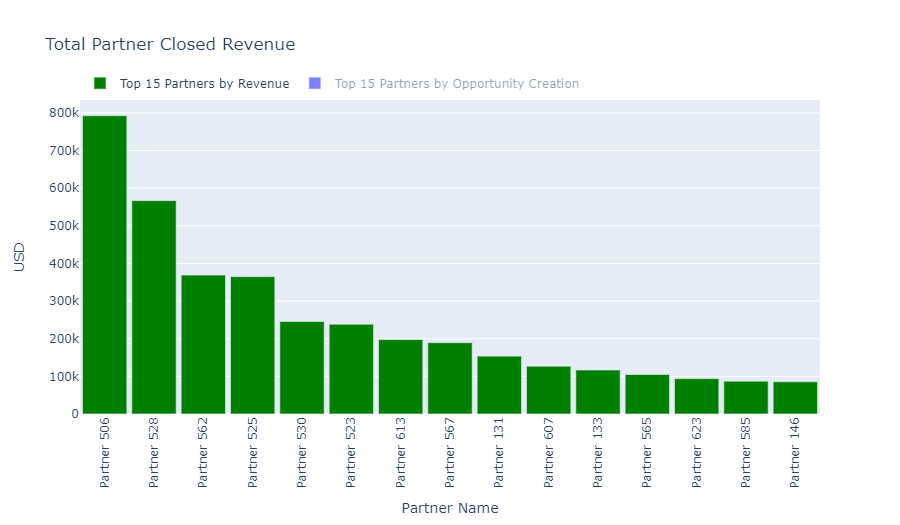 Total Partner Closed Revenue
Top 15 Partners by Revenue Top 15 Partners by Opportunity Creation
800k
700k
600k
500k
400k
300k
200k
100k
0
USD
Partner 506
Partner 528
Partner 562
Partner 525
Partner 530
Partner 523
Partner 613
Partner 567
Partner 131
Partner 607
Partner 133
Partner 565
Partner 623
Partner 585
Partner 146
Partner Name